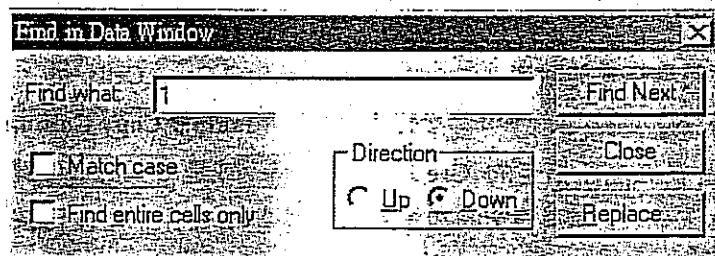 Find in Data Window
Find what: 1
Find Next
Match case
Direction
Close
Up Down
Find entire cells only
Replace...